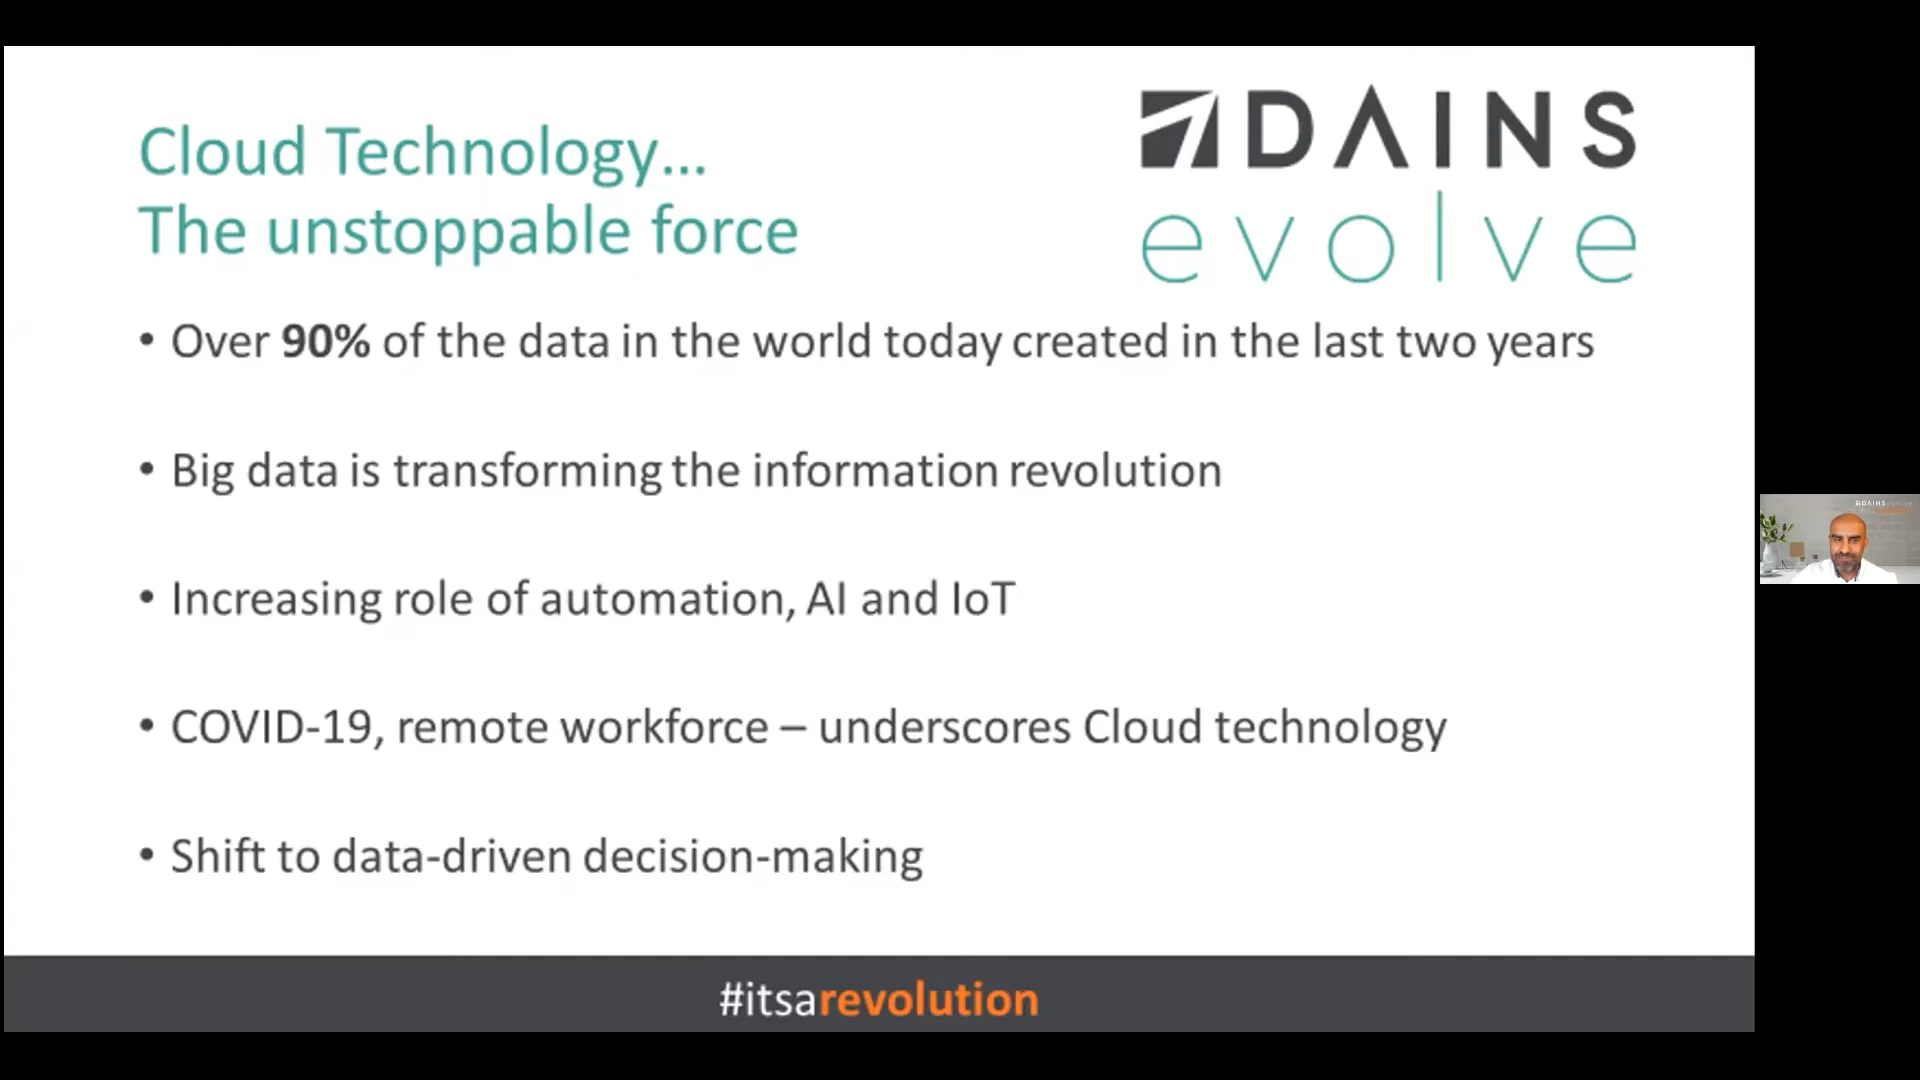 Cloud Technology...
The unstoppable force
DAINS
evolve
• Over 90% of the data in the world today created in the last two years
• Big data is transforming the information revolution
• Increasing role of automation, AI and IoT
• COVID-19, remote workforce – underscores Cloud technology
• Shift to data-driven decision-making
#itsarevolution
DAINS evolve